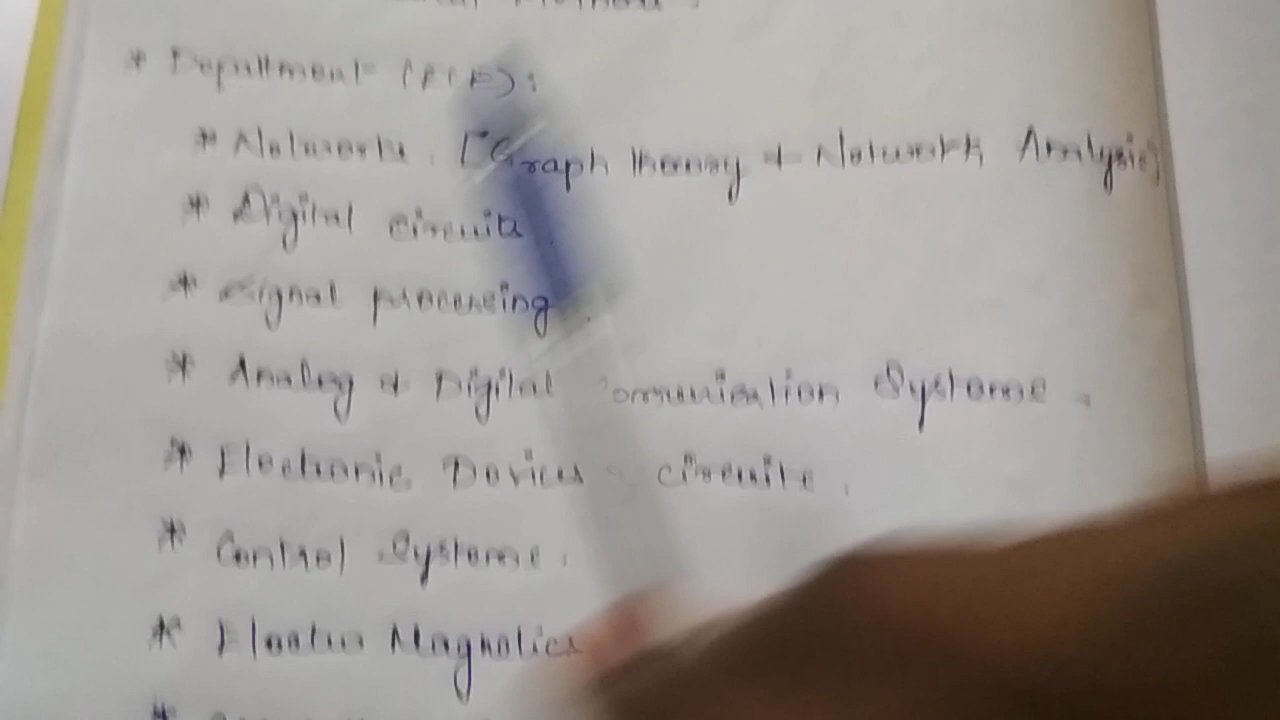 * Department (ECE):
* Networks. [Graph theory & Network Analysis]
* Digital circuits.
* Signal processing.
* Analog & Digital Communication Systems.
* Electronic Devices circuits.
* Control Systems.
* Electro Magnetics